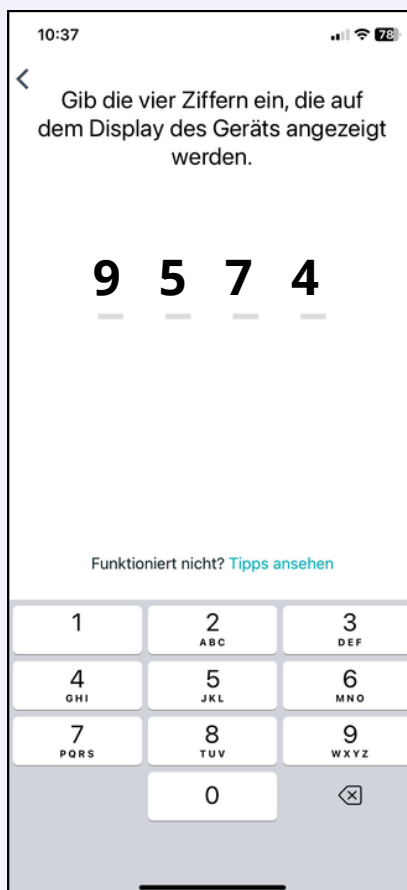 10:37 78
Gib die vier Ziffern ein, die auf
dem Display des Geräts angezeigt
werden.
9 5 7 4
Funktioniert nicht? Tipps ansehen
1 2 3
ABC DEF
4 5 6
GHI JKL MNO
7 8 9
PQRS TUV WXYZ
0